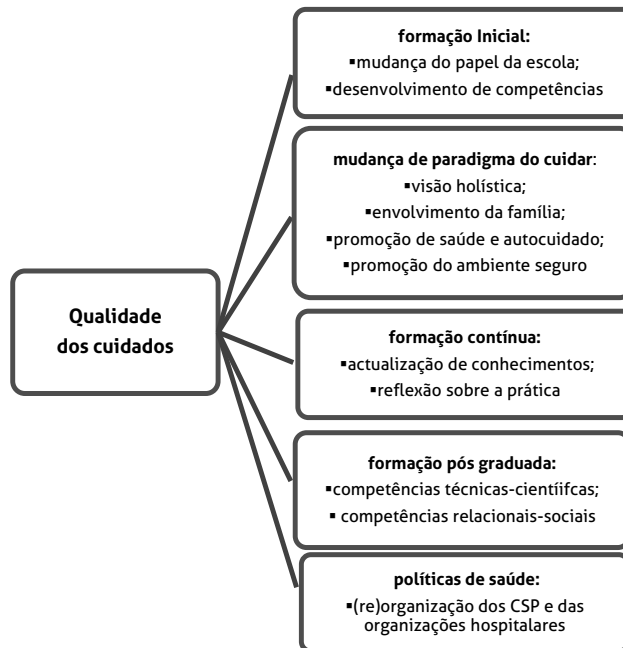 formação Inicial:
▪mudança do papel da escola;
▪desenvolvimento de competências
mudança de paradigma do cuidar:
▪visão holística;
▪envolvimento da família;
▪promoção de saúde e autocuidado;
▪promoção do ambiente seguro
Qualidade
dos cuidados
formação contínua:
▪actualização de conhecimentos;
▪reflexão sobre a prática
formação pós graduada:
▪competências técnicas-cientíifcas;
▪ competências relacionais-sociais
políticas de saúde:
▪(re)organização dos CSP e das
organizações hospitalares